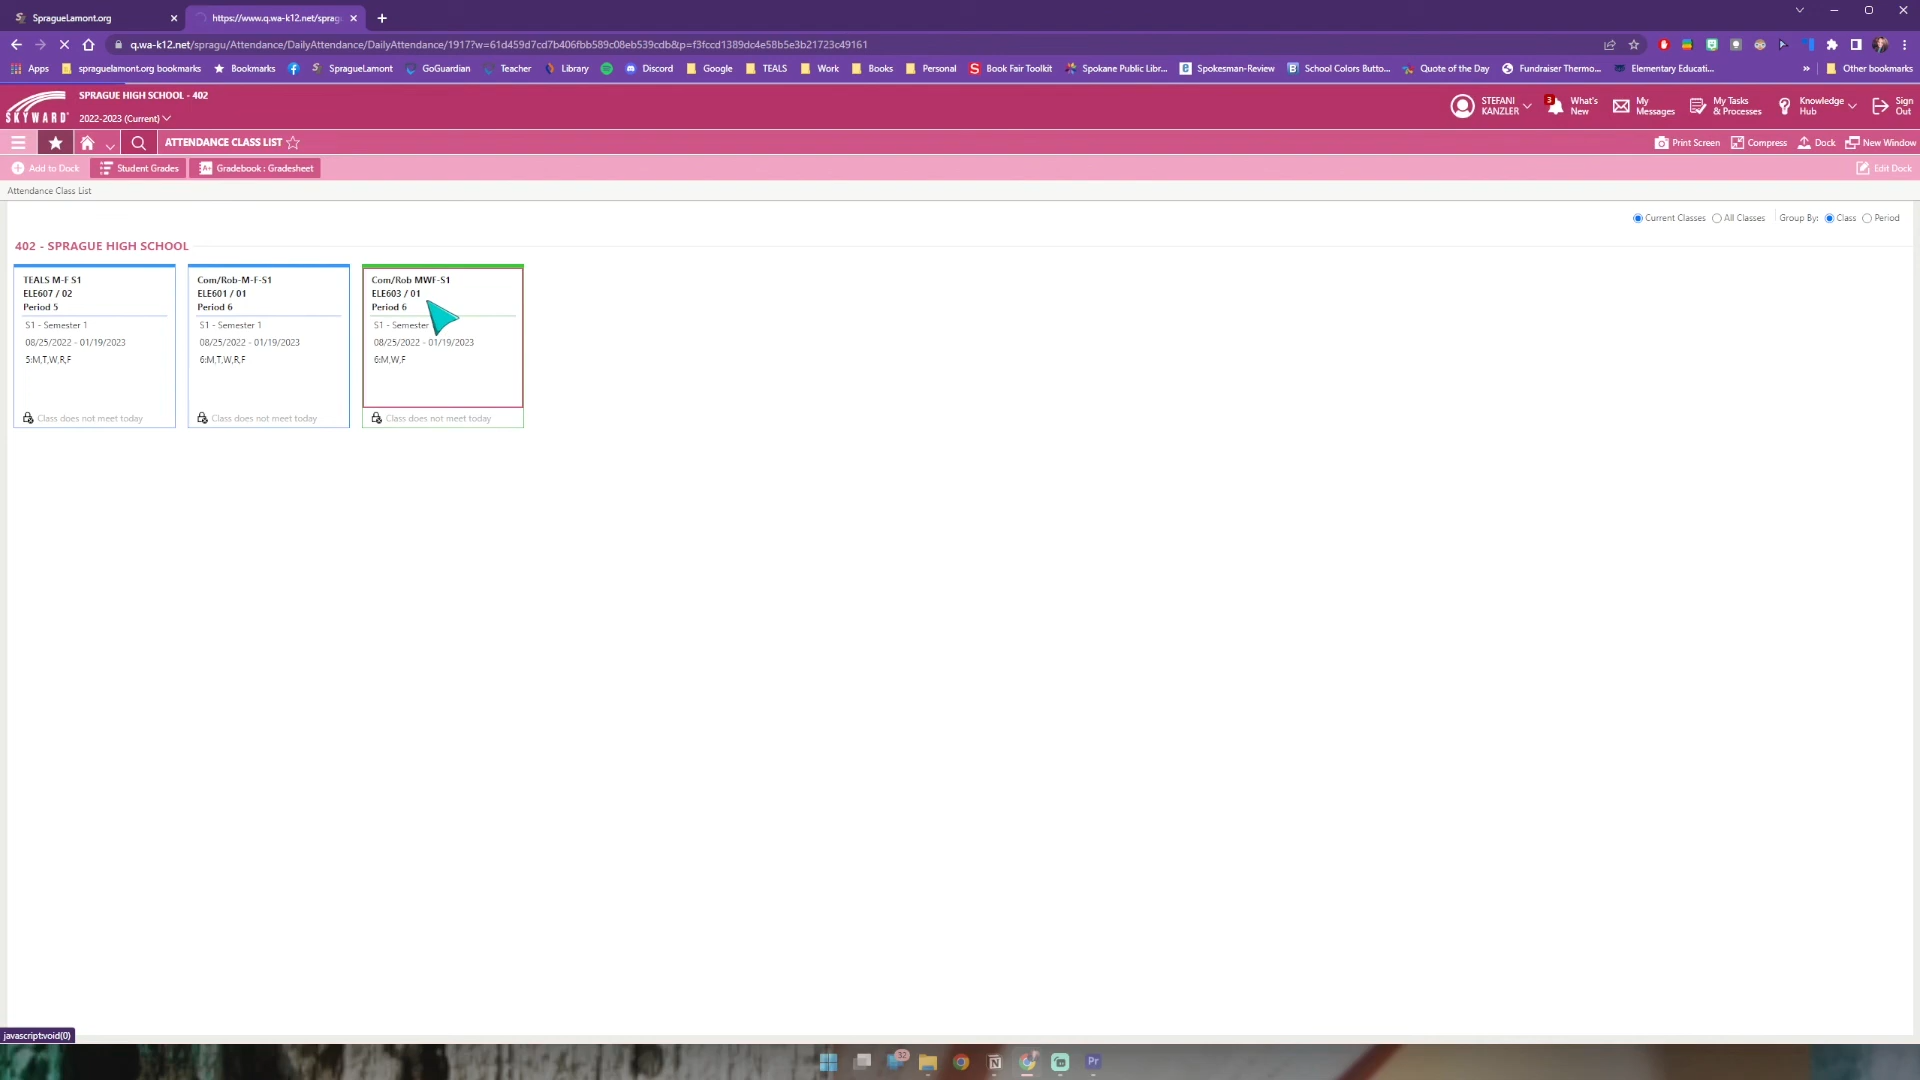 SpragueLamont.org
https://www.q.wa-k12.net/sprag
q.wa-k12.net/spragu/Attendance/DailyAttendance/DailyAttendance/1917?w=61d459d7cd7b406fbb589c08eb539cdb&p=f3fccd1389dc4e58b5e3b21723c49161
Apps spraguelamont.org bookmarks Bookmarks SpragueLamont GoGuardian Teacher Library Discord Google TEALS Work Books Personal Book Fair Toolkit Spokane Public Libr... Spokesman-Review School Colors Butto... Quote of the Day Fundraiser Thermo... Elementary Educati... » Other bookmarks
SKYWARD
SPRAGUE HIGH SCHOOL - 402
2022-2023 (Current)
STEFANI KANZLER
3 What's New
My Messages
My Tasks & Processes
Knowledge Hub
Sign Out
ATTENDANCE CLASS LIST
Print Screen Compress Dock New Window
Add to Dock Student Grades Gradebook : Gradesheet Edit Dock
Attendance Class List
Current Classes All Classes Group By: Class Period
402 - SPRAGUE HIGH SCHOOL
TEALS M-F S1
ELE607 / 02
Period 5
S1 - Semester 1
08/25/2022 - 01/19/2023
5:M,T,W,R,F
Class does not meet today
Com/Rob-M-F-S1
ELE601 / 01
Period 6
S1 - Semester 1
08/25/2022 - 01/19/2023
6:M,T,W,R,F
Class does not meet today
Com/Rob MWF-S1
ELE603 / 01
Period 6
S1 - Semester
08/25/2022 - 01/19/2023
6:M,W,F
Class does not meet today
javascript:void(0)
32
Pr